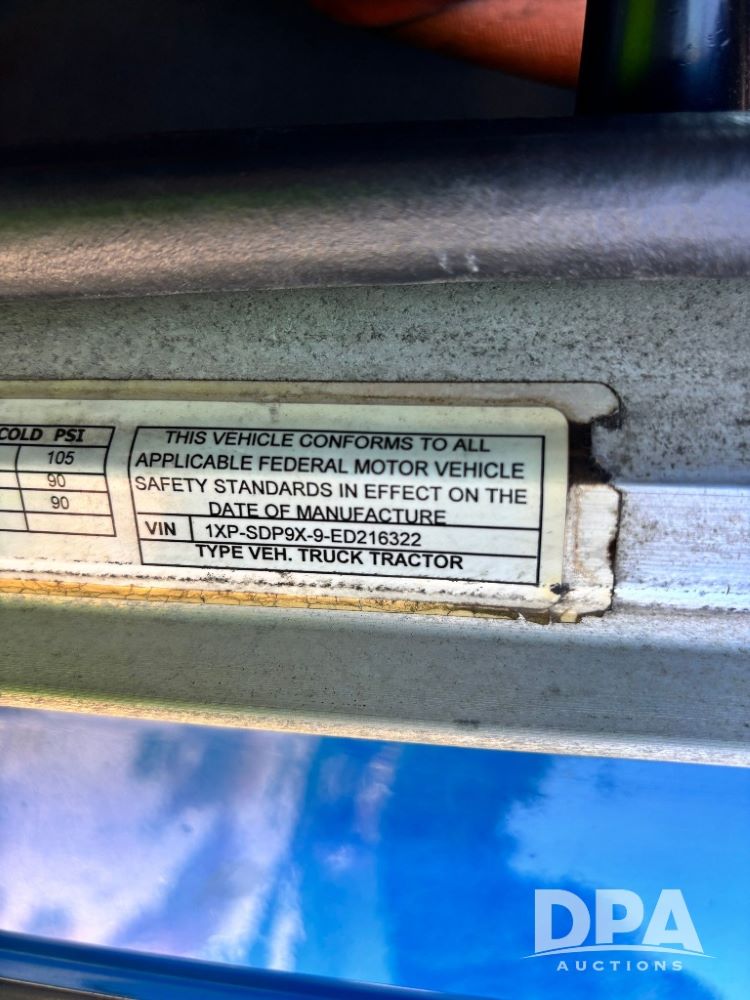 COLD PSI
105
90
90
THIS VEHICLE CONFORMS TO ALL
APPLICABLE FEDERAL MOTOR VEHICLE
SAFETY STANDARDS IN EFFECT ON THE
DATE OF MANUFACTURE
VIN 1XP-SDP9X-9-ED216322
TYPE VEH. TRUCK TRACTOR
DPA
AUCTIONS